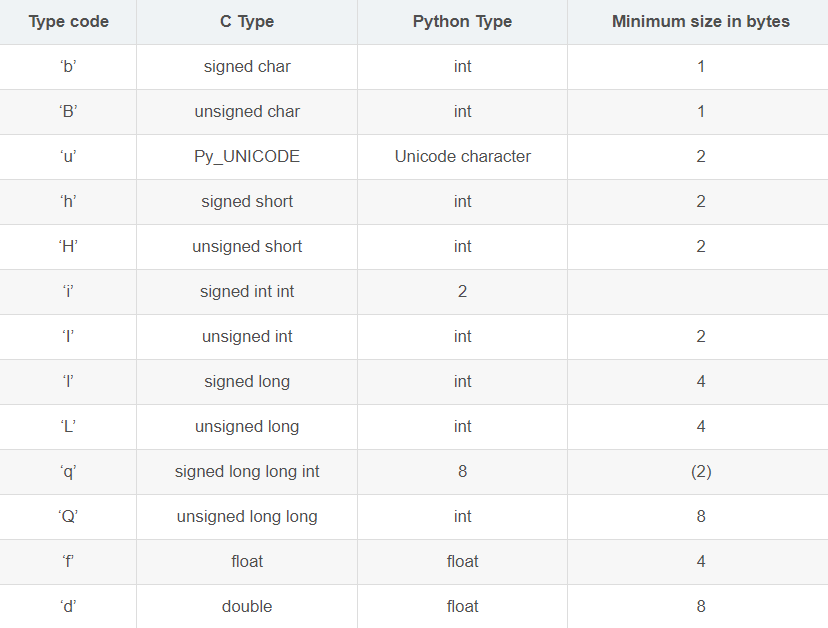 Type code C Type Python Type Minimum size in bytes
‘b’ signed char int 1
‘B’ unsigned char int 1
‘u’ Py_UNICODE Unicode character 2
‘h’ signed short int 2
‘H’ unsigned short int 2
‘i’ signed int int 2
‘I’ unsigned int int 2
‘l’ signed long int 4
‘L’ unsigned long int 4
‘q’ signed long long int 8 (2)
‘Q’ unsigned long long int 8
‘f’ float float 4
‘d’ double float 8